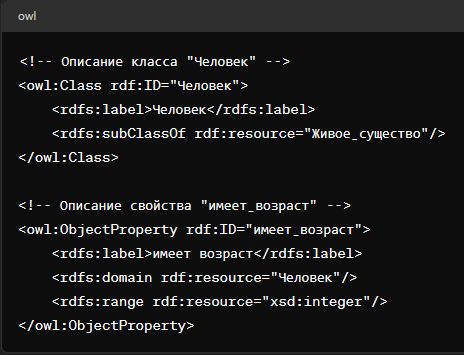 owl
<!-- Описание класса "Человек" -->
<owl:Class rdf:ID="Человек">
    <rdfs:label>Человек</rdfs:label>
    <rdfs:subClassOf rdf:resource="Живое_существо"/>
</owl:Class>

<!-- Описание свойства "имеет_возраст" -->
<owl:ObjectProperty rdf:ID="имеет_возраст">
    <rdfs:label>имеет возраст</rdfs:label>
    <rdfs:domain rdf:resource="Человек"/>
    <rdfs:range rdf:resource="xsd:integer"/>
</owl:ObjectProperty>